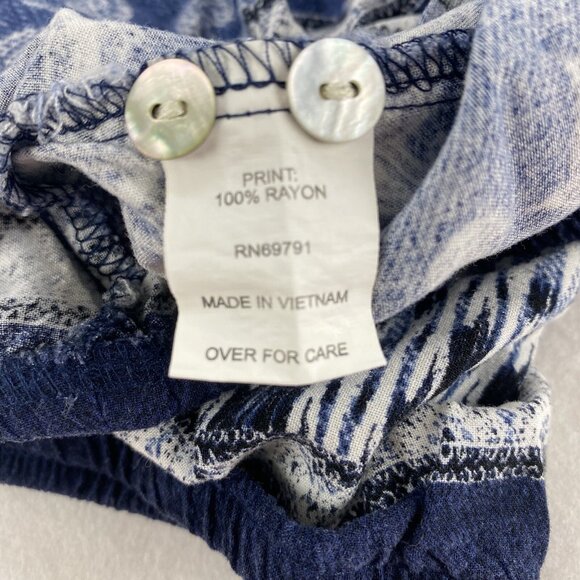 PRINT:
100% RAYON
RN69791
MADE IN VIETNAM
OVER FOR CARE